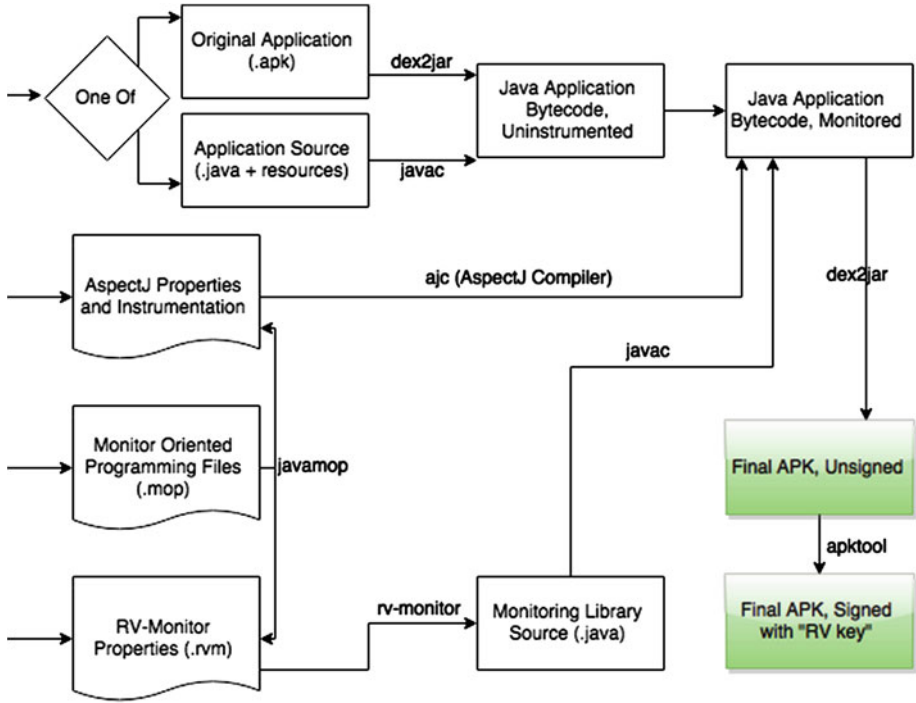 One Of
Original Application
(.apk)
dex2jar
Application Source
(.java + resources)
javac
Java Application
Bytecode,
Uninstrumented
Java Application
Bytecode, Monitored
AspectJ Properties
and Instrumentation
ajc (AspectJ Compiler)
dex2jar
javac
Monitor Oriented
Programming Files
(.mop)
javamop
Final APK, Unsigned
apktool
RV-Monitor
Properties (.rvm)
rv-monitor
Monitoring Library
Source (.java)
Final APK, Signed
with "RV key"